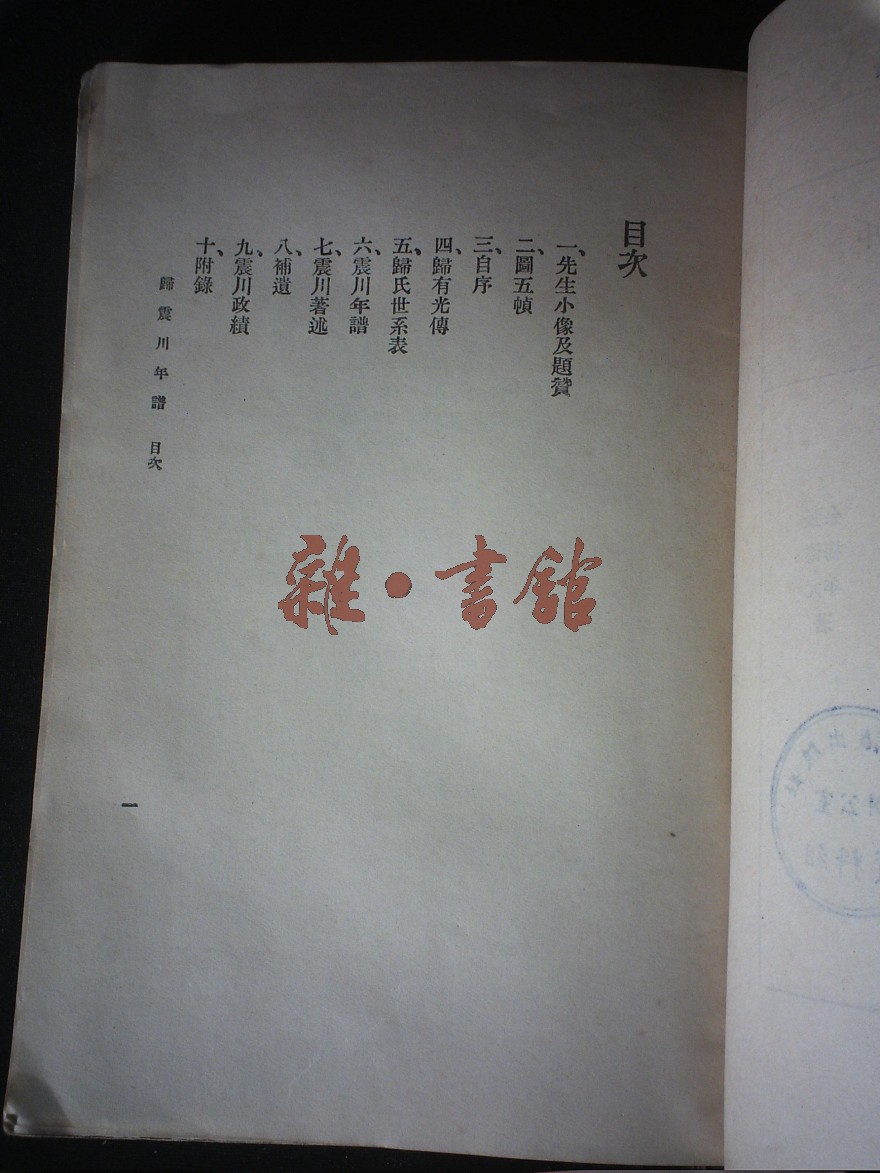 目次
一、先生小像及題贊
二、圖五幀
三、自序
四、歸有光傳
五、歸氏世系表
六、震川年譜
七、震川著述
八、補遺
九、震川政績
十、附錄
歸震川年譜 目次
一
雜·書館